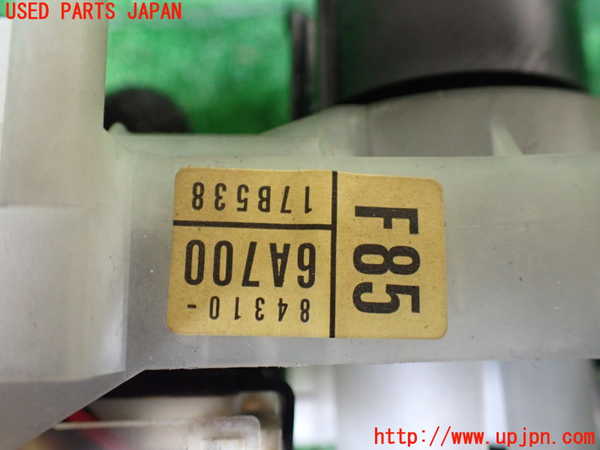 USED PARTS JAPAN
F85
84310-
6A700
17B538
http://www.upjpn.com/